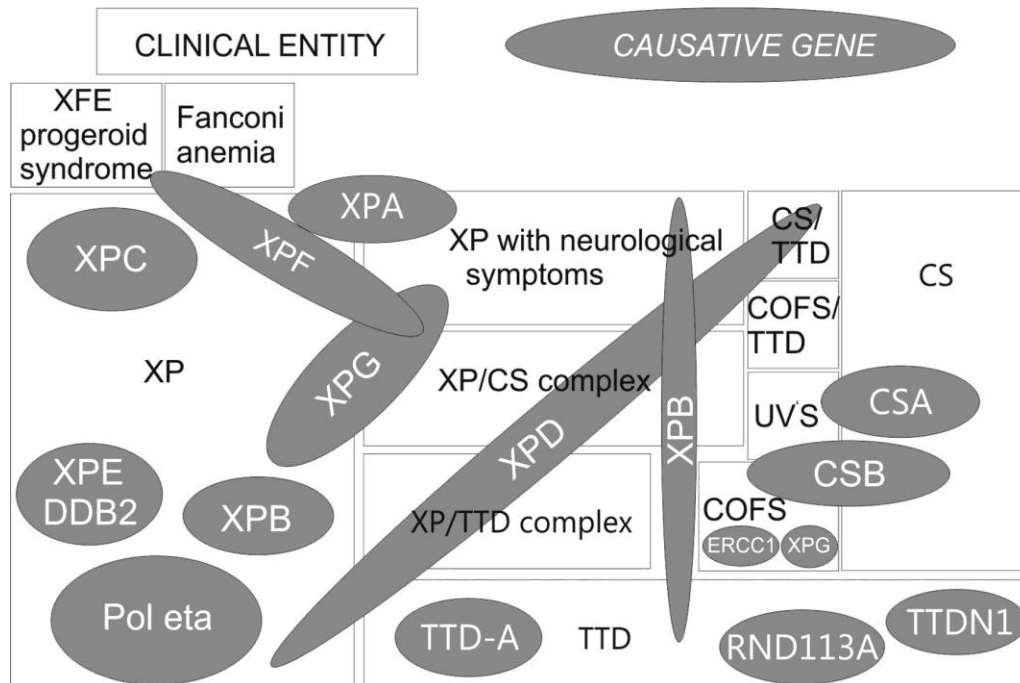 CLINICAL ENTITY
CAUSATIVE GENE
XFE
progeroid
syndrome
Fanconi
anemia
XPA
XPC
XPF
XP with neurological
symptoms
CS/
TTD
CS
COFS/
TTD
XP
XPG
XP/CS complex
XPD
XPB
UV'S
CSA
XPE
DDB2
XPB
CSB
XP/TTD complex
COFS
ERCC1
XPG
Pol eta
TTD-A
TTD
RND113A
TTDN1